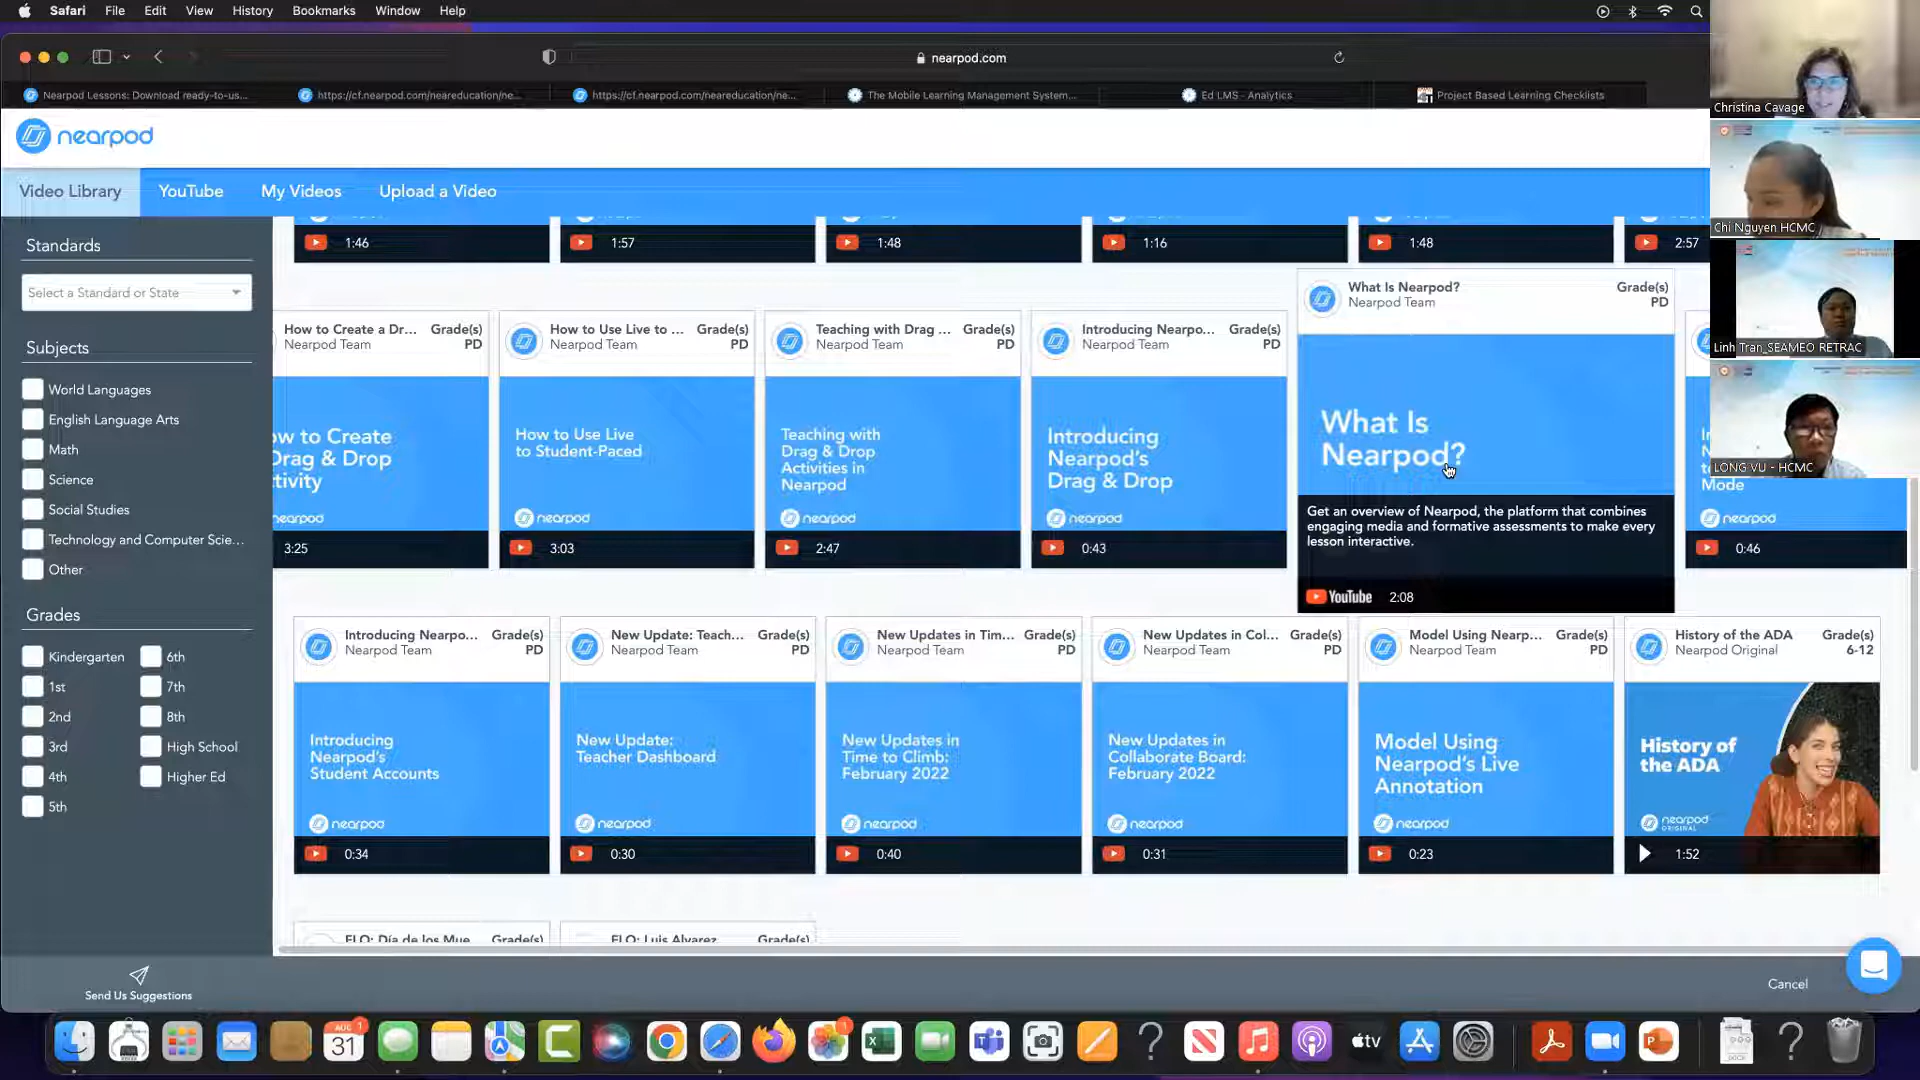 Safari File Edit View History Bookmarks Window Help
nearpod.com
Nearpod Lessons: Download ready-to-us...
https://cf.nearpod.com/neareducation/ne...
https://cf.nearpod.com/neareducation/ne...
The Mobile Learning Management System...
Ed LMS - Analytics
Project Based Learning Checklists
nearpod
Video Library
YouTube
My Videos
Upload a Video
Standards
Select a Standard or State
Subjects
World Languages
English Language Arts
Math
Science
Social Studies
Technology and Computer Scie...
Other
Grades
Kindergarten
6th
1st
7th
2nd
8th
3rd
High School
4th
Higher Ed
5th
1:46
1:57
1:48
1:16
1:48
2:57
How to Create a Dr...
Grade(s)
Nearpod Team
PD
ow to Create
Drag & Drop
tivity
nearpod
3:25
How to Use Live to ...
Grade(s)
Nearpod Team
PD
How to Use Live
to Student-Paced
nearpod
3:03
Teaching with Drag ...
Grade(s)
Nearpod Team
PD
Teaching with
Drag & Drop
Activities in
Nearpod
nearpod
2:47
Introducing Nearpo...
Grade(s)
Nearpod Team
PD
Introducing
Nearpod's
Drag & Drop
nearpod
0:43
What Is Nearpod?
Grade(s)
Nearpod Team
PD
What Is
Nearpod?
Get an overview of Nearpod, the platform that combines
engaging media and formative assessments to make every
lesson interactive.
YouTube 2:08
Mode
nearpod
0:46
Introducing Nearpo...
Grade(s)
Nearpod Team
PD
Introducing
Nearpod's
Student Accounts
nearpod
0:34
New Update: Teach...
Grade(s)
Nearpod Team
PD
New Update:
Teacher Dashboard
nearpod
0:30
New Updates in Tim...
Grade(s)
Nearpod Team
PD
New Updates in
Time to Climb:
February 2022
nearpod
0:40
New Updates in Col...
Grade(s)
Nearpod Team
PD
New Updates in
Collaborate Board:
February 2022
nearpod
0:31
Model Using Nearp...
Grade(s)
Nearpod Team
PD
Model Using
Nearpod's Live
Annotation
nearpod
0:23
History of the ADA
Grade(s)
Nearpod Original
6-12
History of
the ADA
nearpod
ORIGINAL
1:52
ELO: Día de los Mue
Grade(s)
ELO: Luis Alvarez
Grade(s)
Send Us Suggestions
Cancel
Christina Cavage
Chi Nguyen HCMC
Linh Tran_SEAMEO RETRAC
LONG VU - HCMC
AUG
31
1
1
tv
DOCX